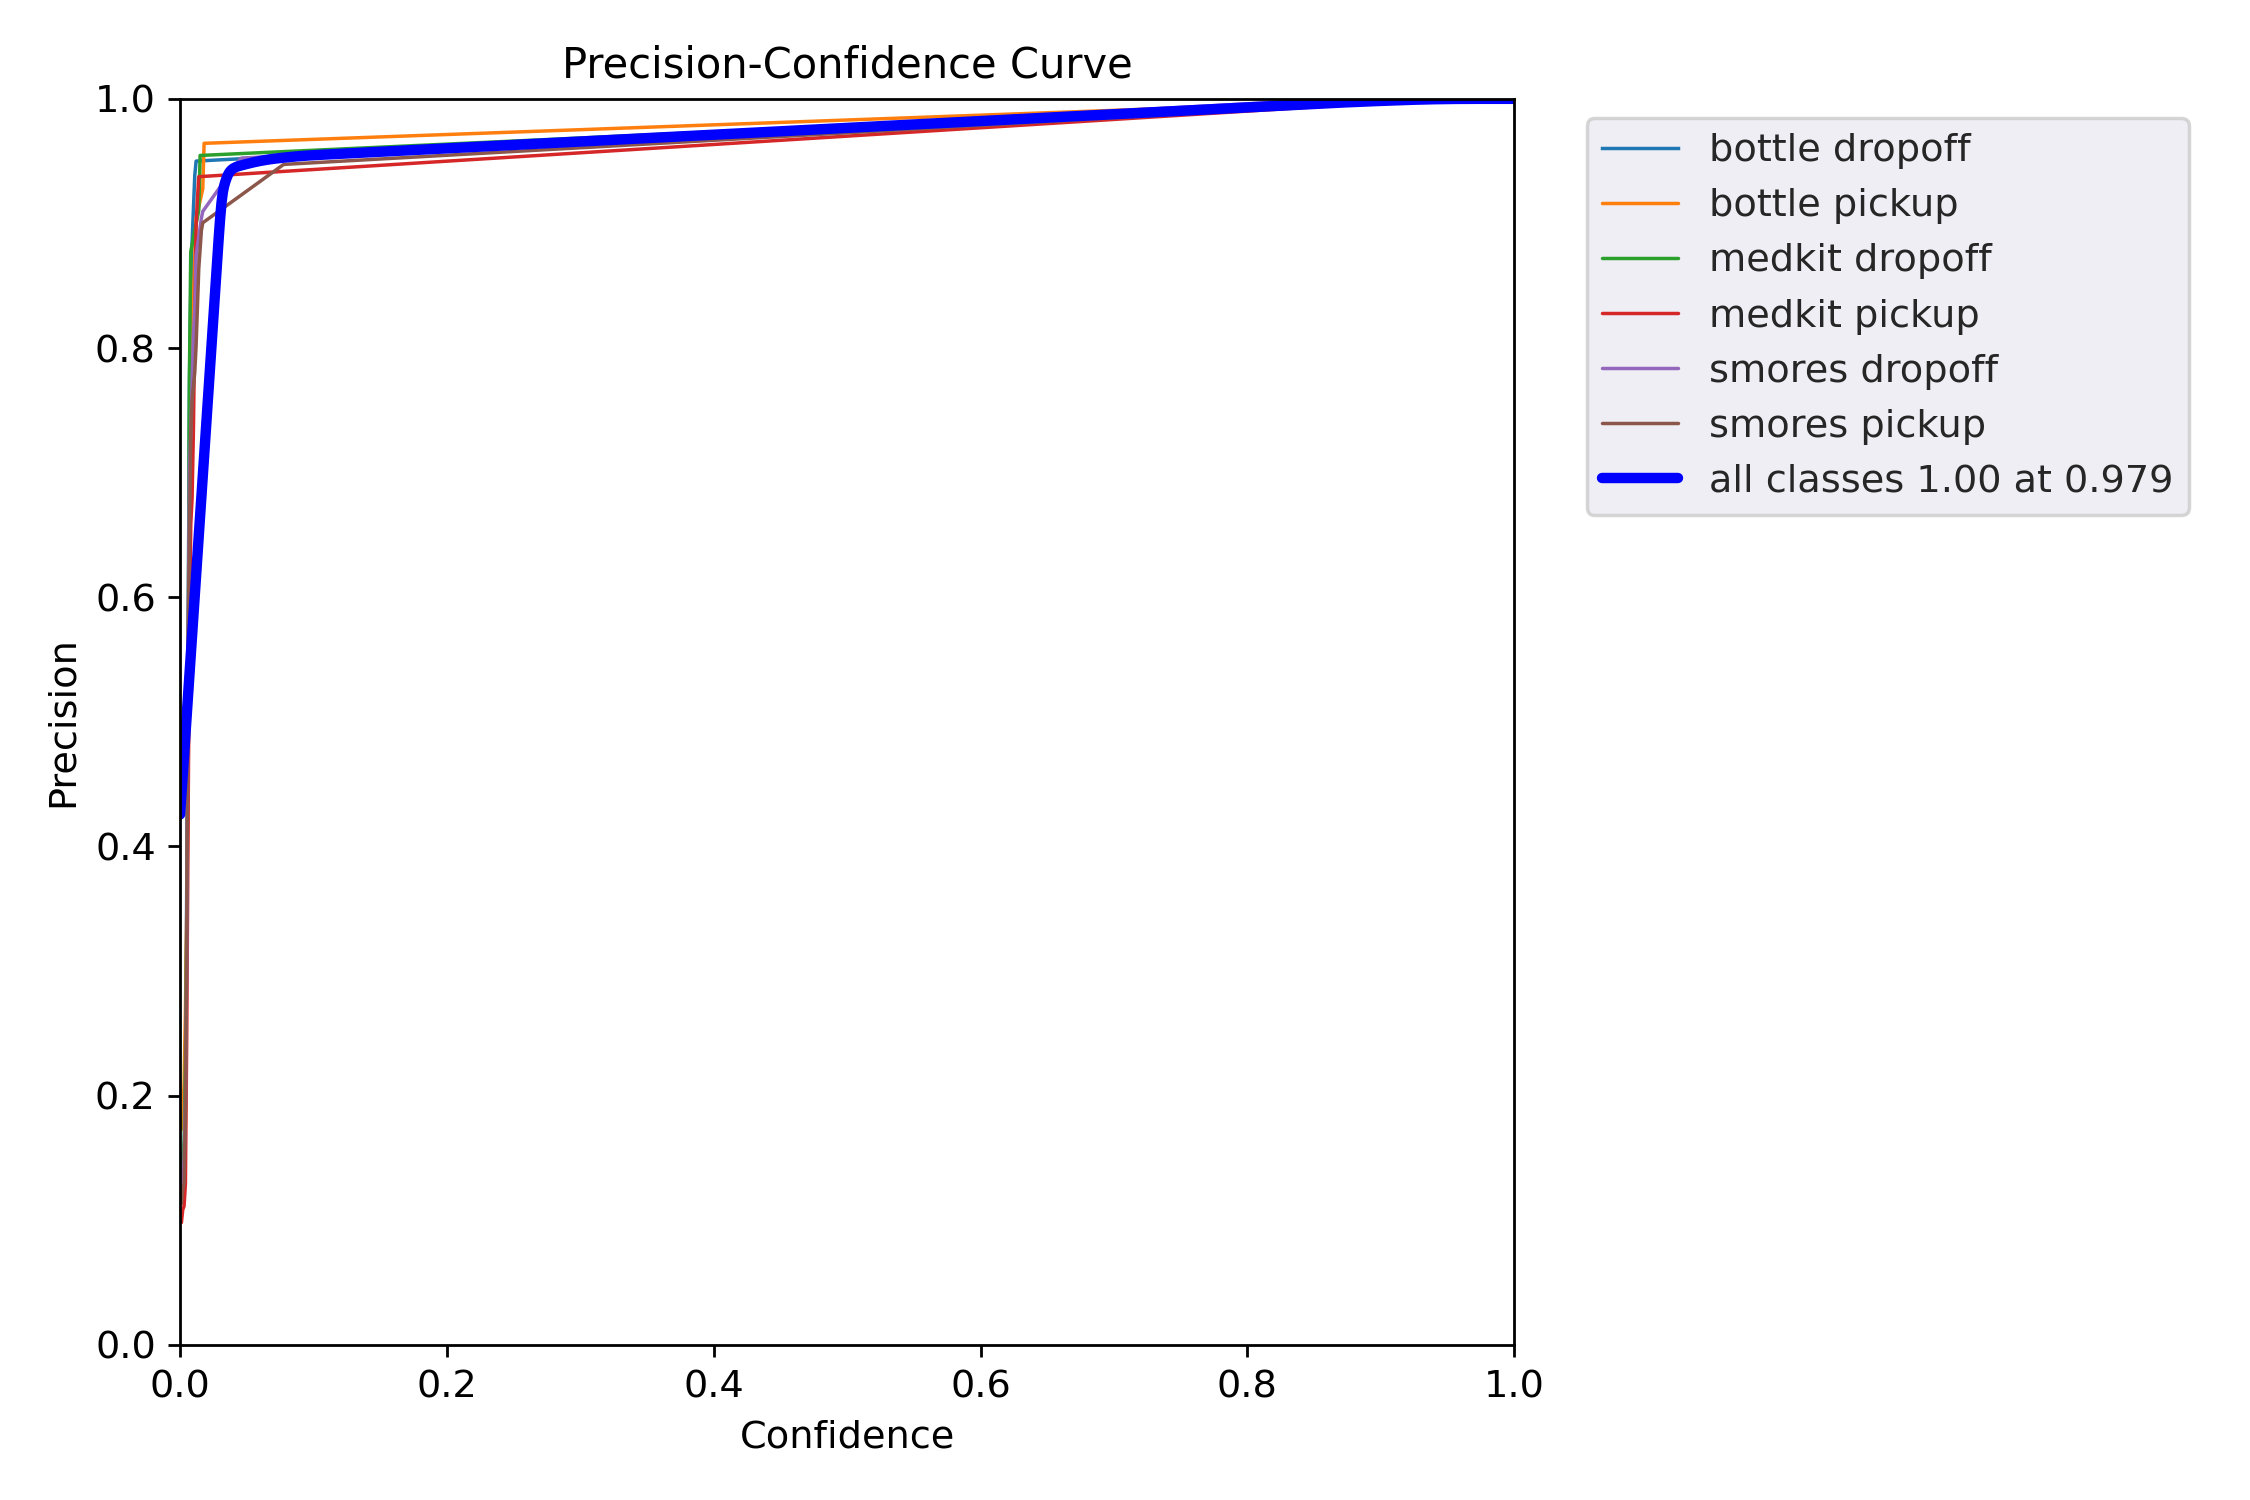 Precision-Confidence Curve
1.0
0.8
0.6
0.4
0.2
0.0
Precision
0.0 0.2 0.4 0.6 0.8 1.0
Confidence
bottle dropoff
bottle pickup
medkit dropoff
medkit pickup
smores dropoff
smores pickup
all classes 1.00 at 0.979